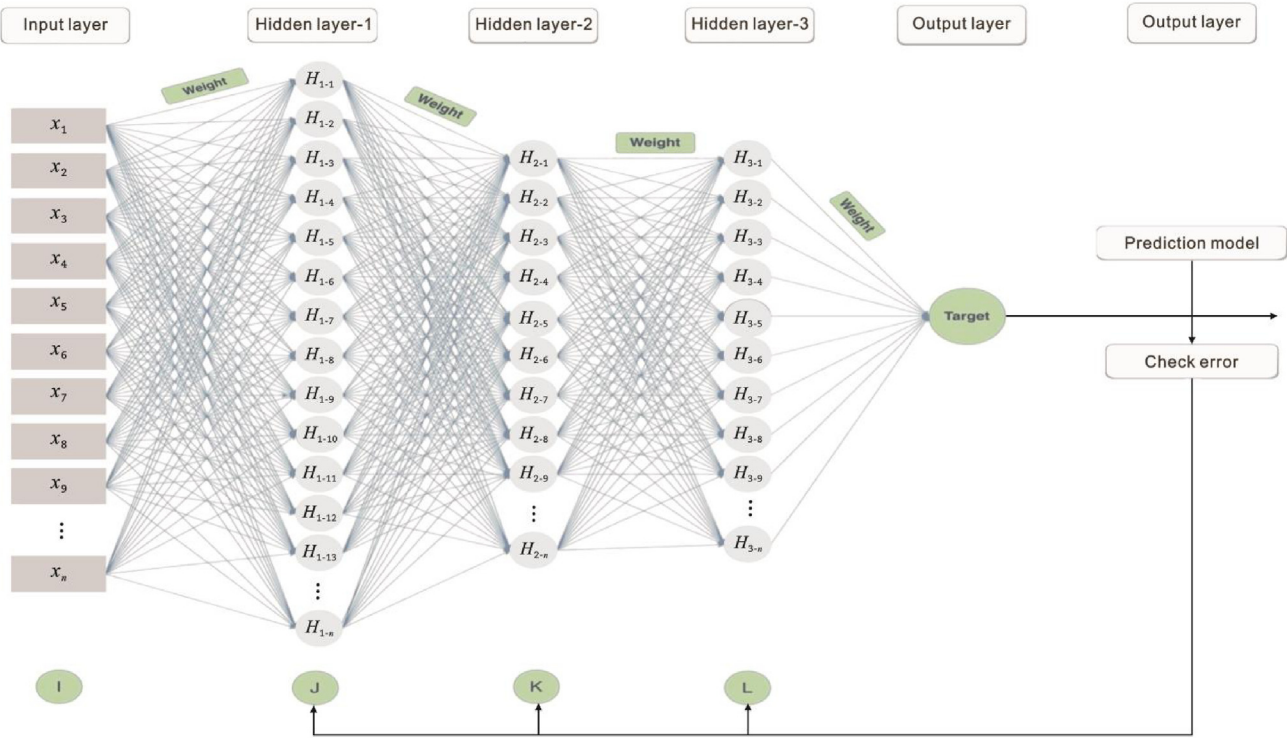 Input layer
Hidden layer-1
Hidden layer-2
Hidden layer-3
Output layer
Output layer
Weight
Weight
Weight
Weight
x₁
x₂
x₃
x₄
x₅
x₆
x₇
x₈
x₉
⋮
xₙ
H₁₋₁
H₁₋₂
H₁₋₃
H₁₋₄
H₁₋₅
H₁₋₆
H₁₋₇
H₁₋₈
H₁₋₉
H₁₋₁₀
H₁₋₁₁
H₁₋₁₂
H₁₋₁₃
⋮
H₁₋ₙ
H₂₋₁
H₂₋₂
H₂₋₃
H₂₋₄
H₂₋₅
H₂₋₆
H₂₋₇
H₂₋₈
H₂₋₉
⋮
H₂₋ₙ
H₃₋₁
H₃₋₂
H₃₋₃
H₃₋₄
H₃₋₅
H₃₋₆
H₃₋₇
H₃₋₈
H₃₋₉
⋮
H₃₋ₙ
Target
Prediction model
Check error
I
J
K
L